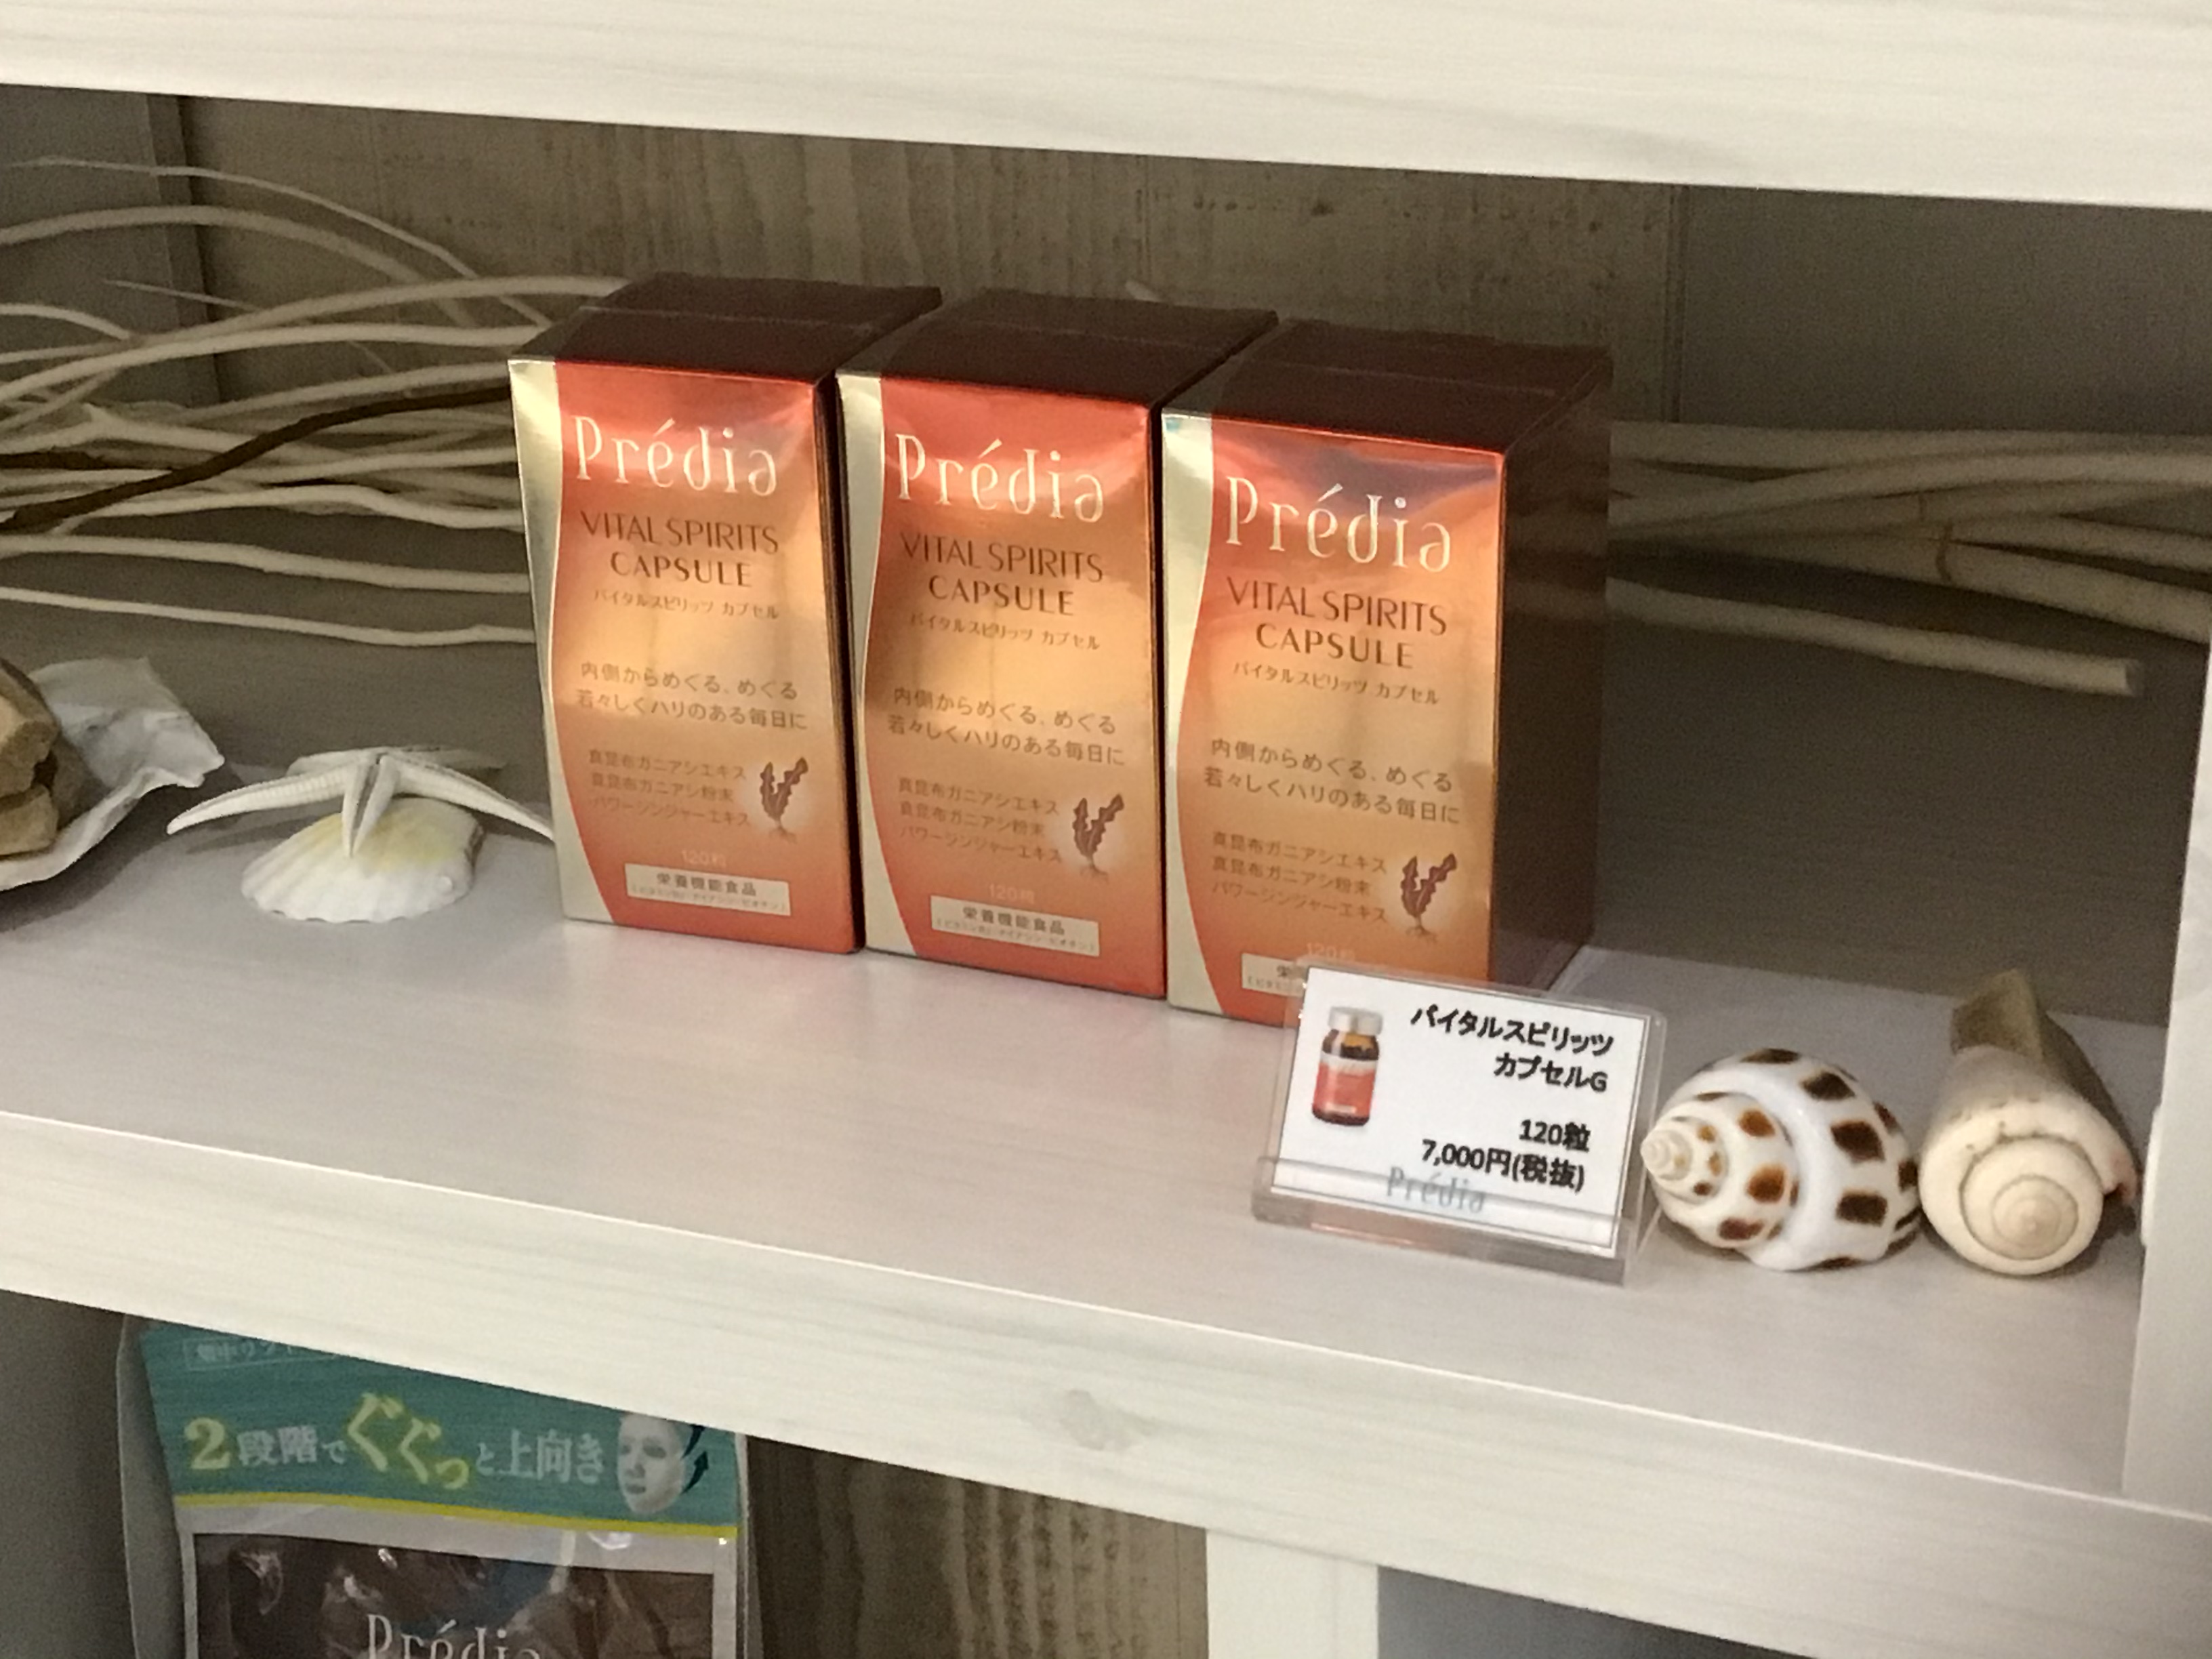 Prédia
VITAL SPIRITS
CAPSULE
バイタルスピリッツ カプセル
内側からめぐる、めぐる
若々しくハリのある毎日に
真昆布ガニアシエキス
真昆布ガニアシ粉末
パワージンジャーエキス
120粒
栄養機能食品
Prédia
VITAL SPIRITS
CAPSULE
バイタルスピリッツ カプセル
内側からめぐる、めぐる
若々しくハリのある毎日に
真昆布ガニアシエキス
真昆布ガニアシ粉末
パワージンジャーエキス
120粒
栄養機能食品
Prédia
VITAL SPIRITS
CAPSULE
バイタルスピリッツ カプセル
内側からめぐる、めぐる
若々しくハリのある毎日に
真昆布ガニアシエキス
真昆布ガニアシ粉末
パワージンジャーエキス
120粒
バイタルスピリッツ
カプセルG
120粒
7,000円(税抜)
Prédia
2段階でぐぐっと上向き
Prédia